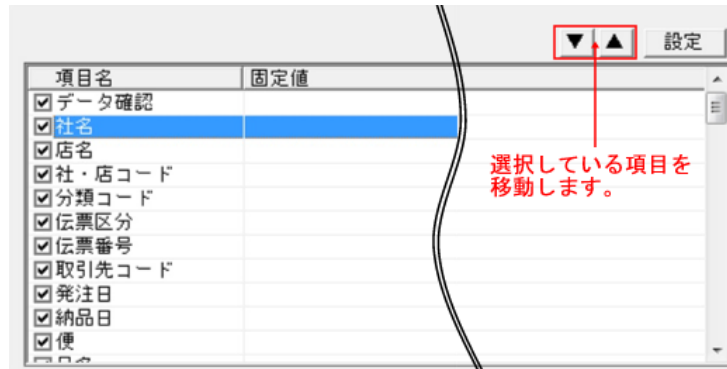 ▼ ▲ 設定
項目名 固定値
データ確認
社名
店名
社・店コード
分類コード
伝票区分
伝票番号
取引先コード
発注日
納品日
便
選択している項目を
移動します。